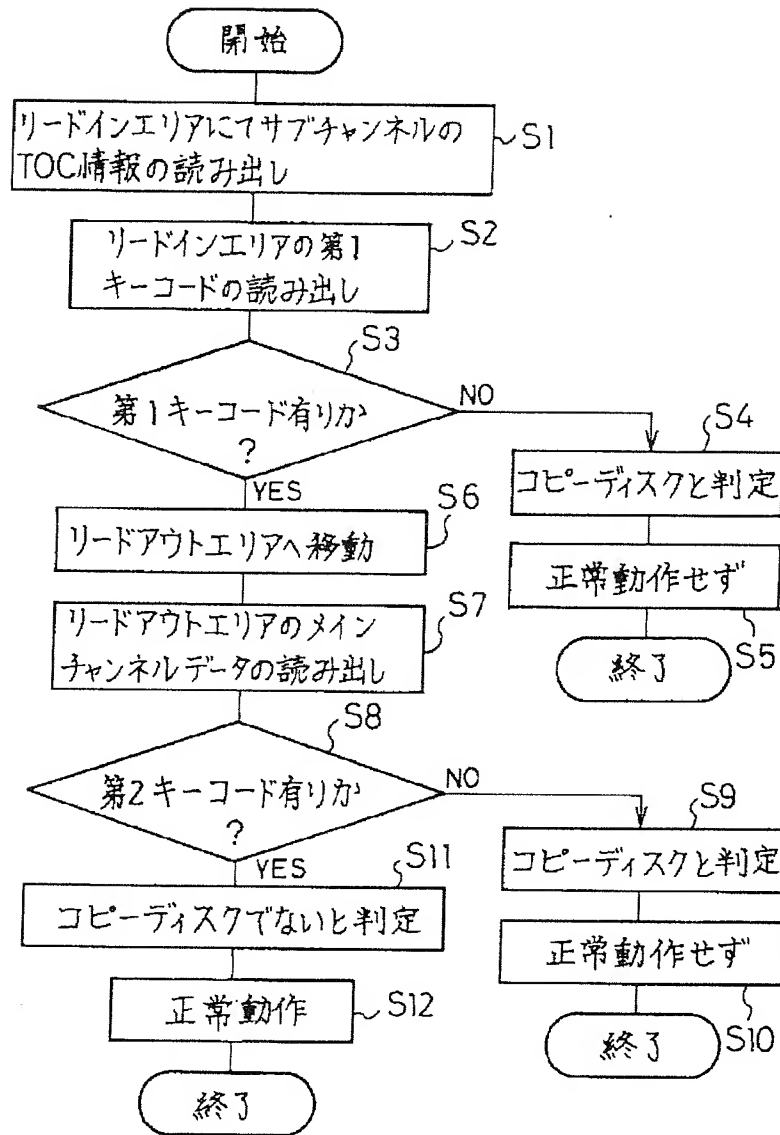 開始
リードインエリアにてサブチャンネルの
TOC情報の読み出し
S1
リードインエリアの第1
キーコードの読み出し
S2
S3
第1キーコード有りか
?
NO
YES
S4
コピーディスクと判定
正常動作せず
S5
終了
S6
リードアウトエリアへ移動
S7
リードアウトエリアのメイン
チャンネルデータの読み出し
S8
第2キーコード有りか
?
NO
YES
S9
コピーディスクと判定
正常動作せず
S10
終了
S11
コピーディスクでないと判定
正常動作
S12
終了